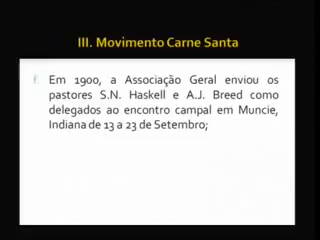 III. Movimento Carne Santa
f. Em 1900, a Associação Geral enviou os
pastores S.N. Haskell e A.J. Breed como
delegados ao encontro campal em Muncie,
Indiana de 13 a 23 de Setembro;